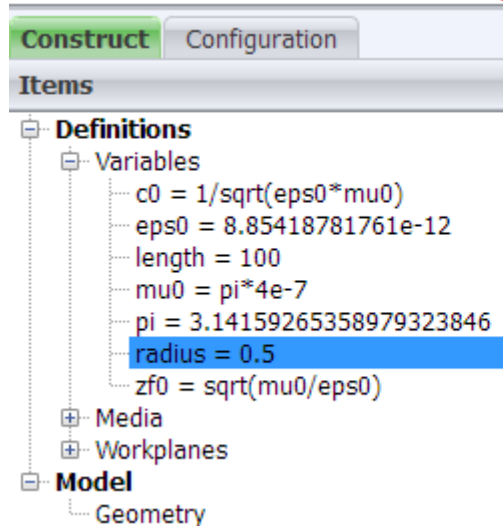 Construct Configuration
Items
Definitions
Variables
c0 = 1/sqrt(eps0*mu0)
eps0 = 8.85418781761e-12
length = 100
mu0 = pi*4e-7
pi = 3.14159265358979323846
radius = 0.5
zf0 = sqrt(mu0/eps0)
Media
Workplanes
Model
Geometry